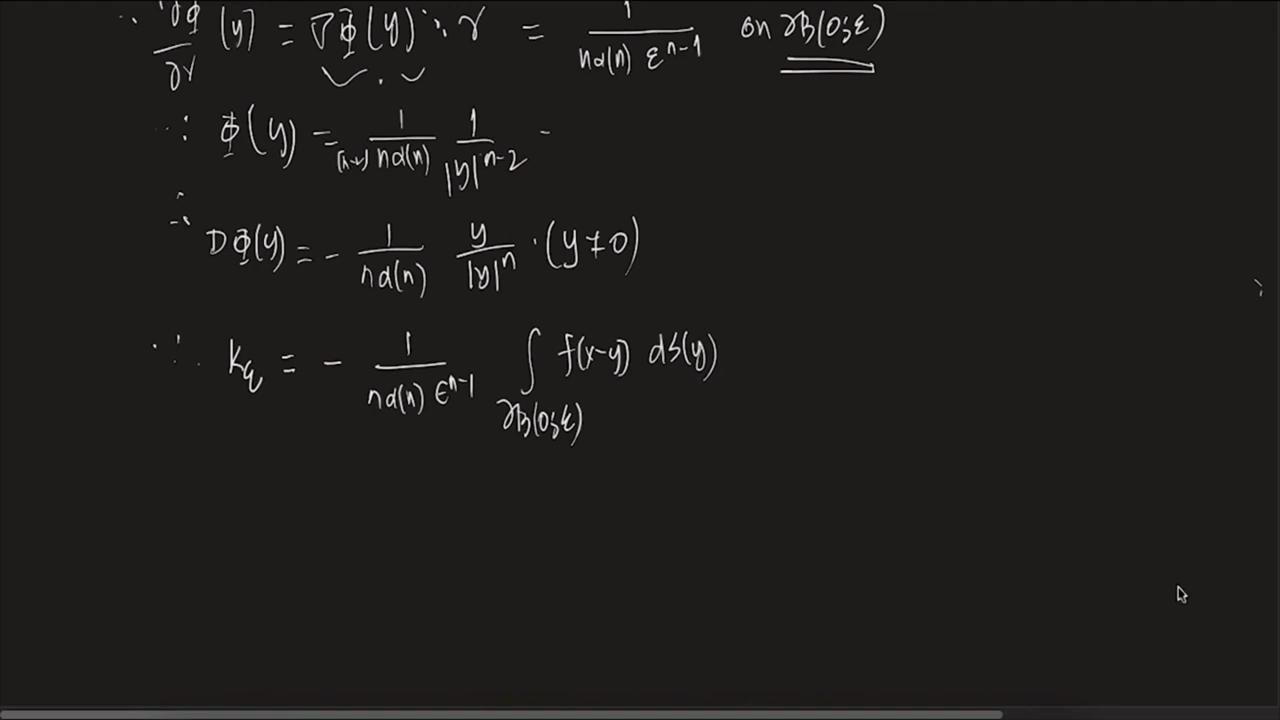 ∴ ∂Φ/∂γ (y) = ∇Φ(y) · γ = 1/(nα(n) ε^{n-1}) on ∂B(0;ε)
∴ Φ(y) = 1/((n-2) nα(n)) 1/|y|^{n-2}
∴ DΦ(y) = - 1/(nα(n)) y/|y|^n · (y≠0)
∴ K_ε = - 1/(nα(n) ε^{n-1}) ∫_{∂B(0;ε)} f(x-y) dS(y)